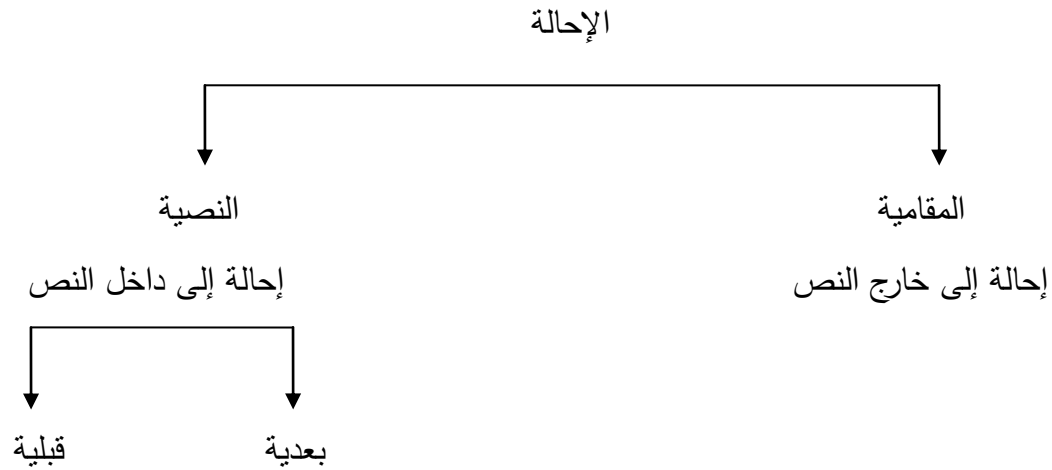 الإحالة
المقامية
النصية
إحالة إلى خارج النص
إحالة إلى داخل النص
بعدية
قبلية